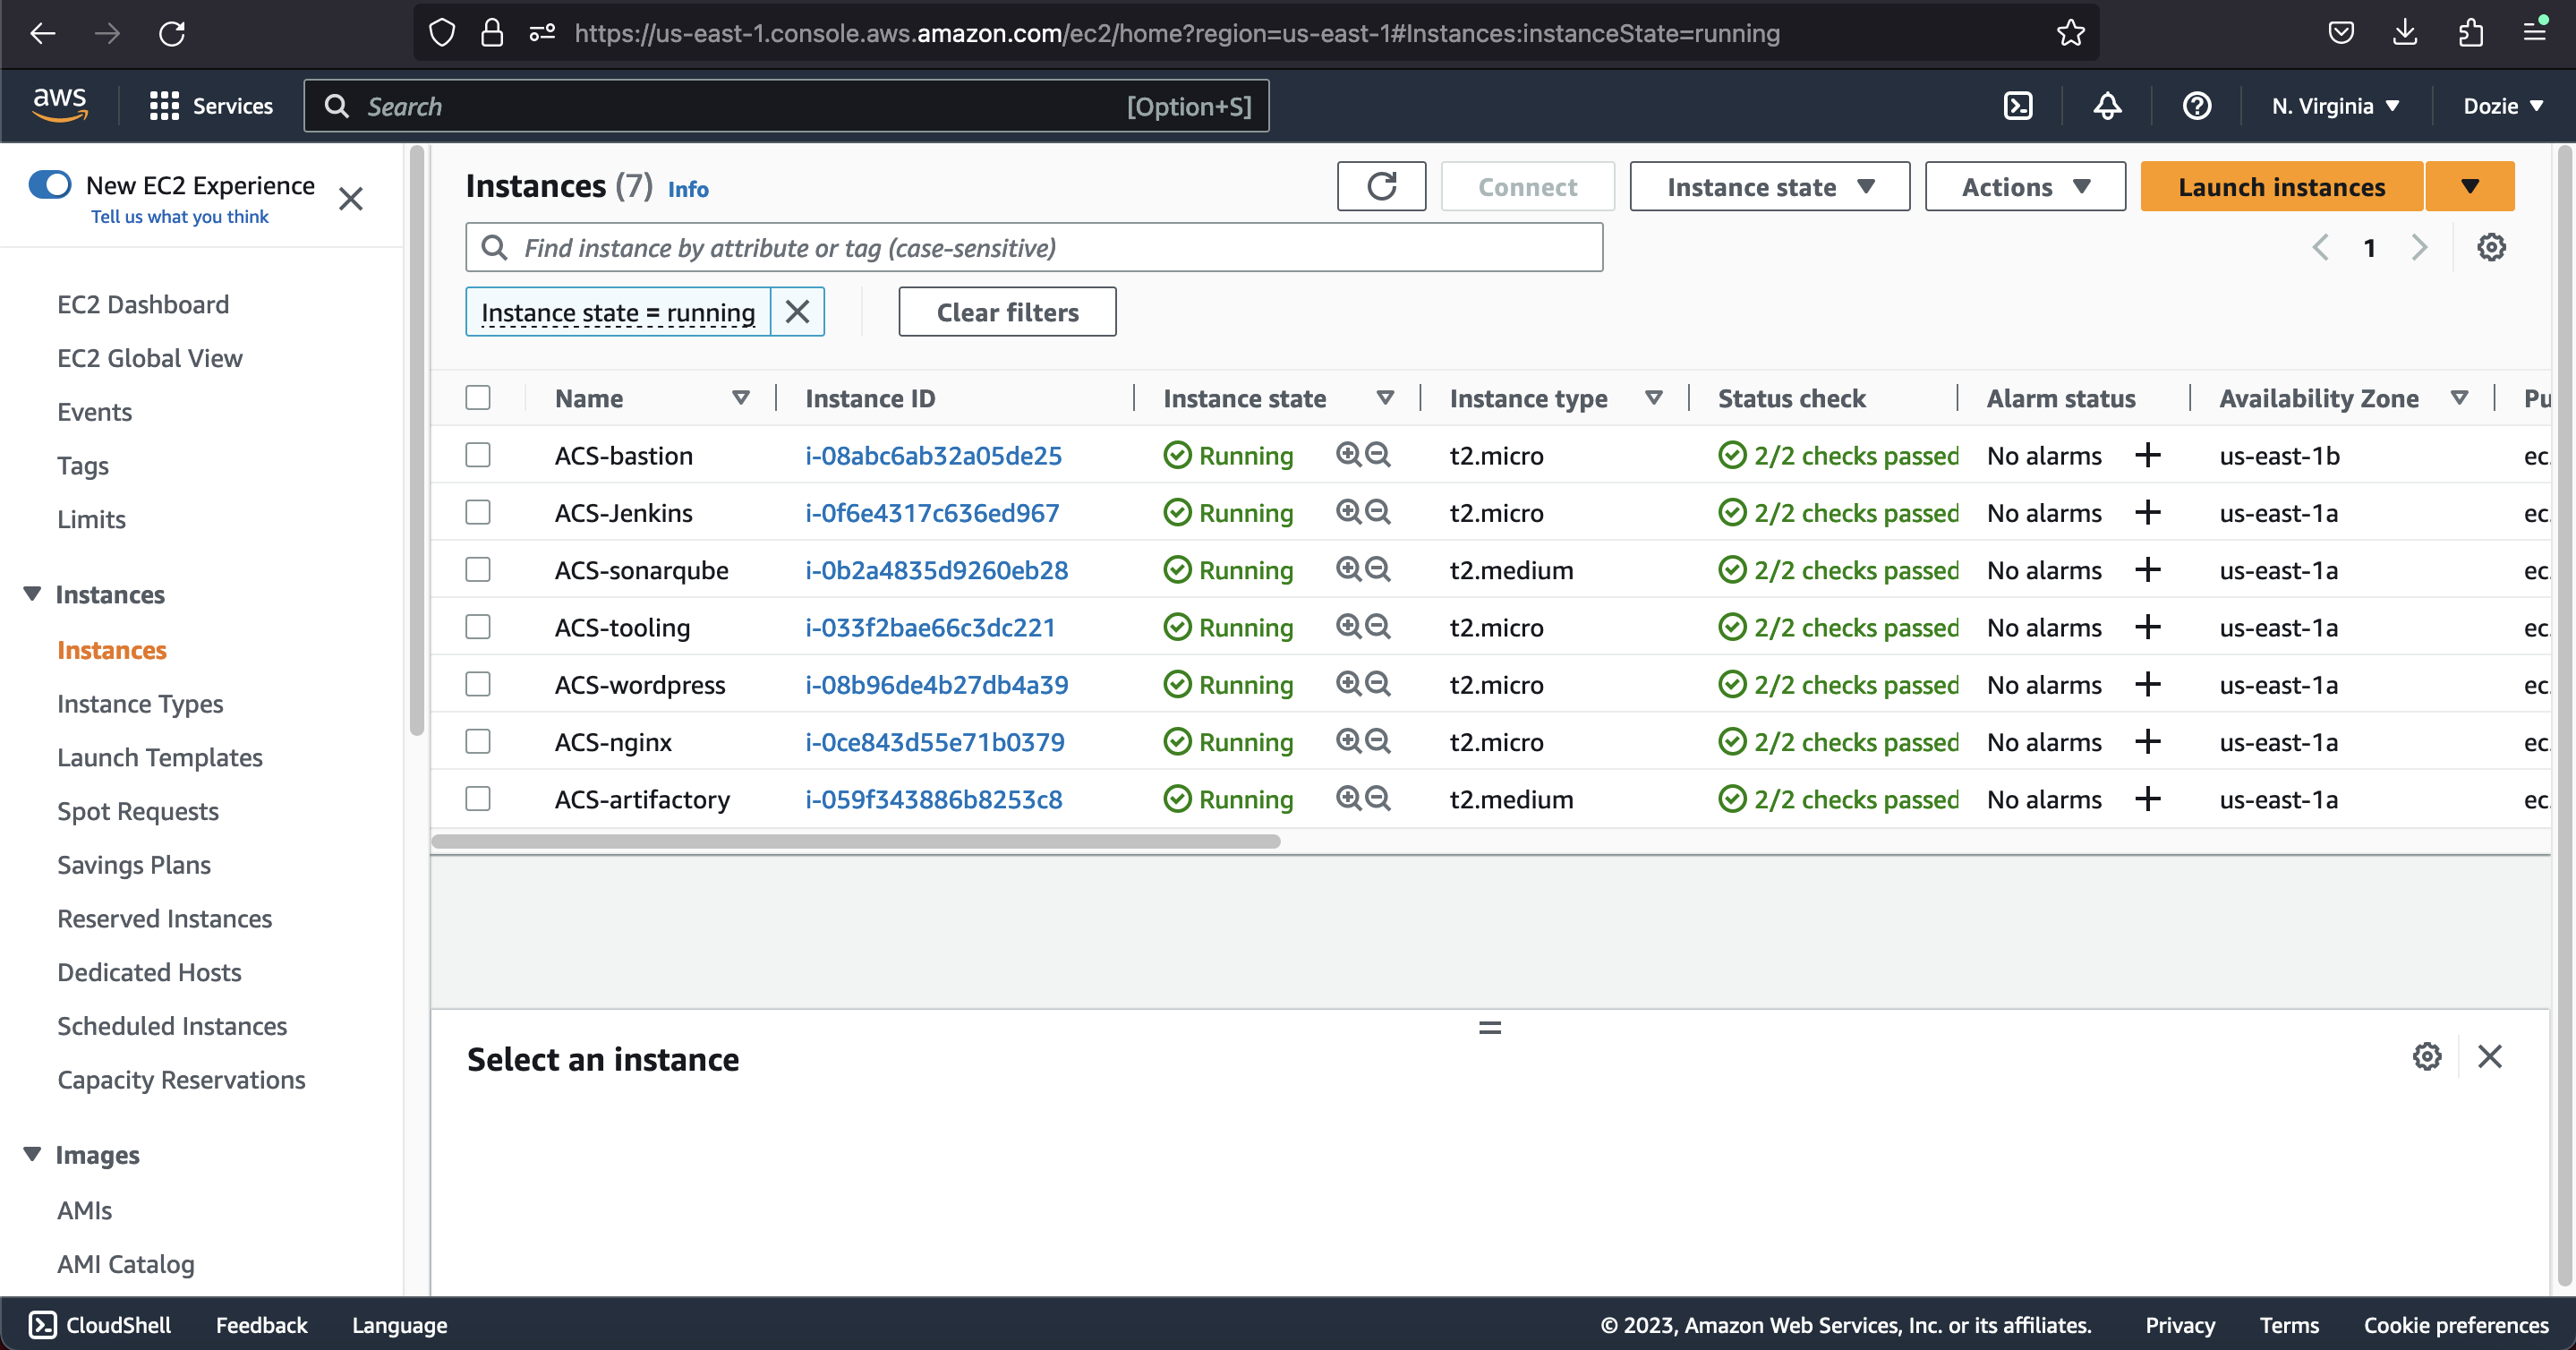 https://us-east-1.console.aws.amazon.com/ec2/home?region=us-east-1#Instances:instanceState=running
aws Services Search [Option+S] N. Virginia Dozie
New EC2 Experience
Tell us what you think
EC2 Dashboard
EC2 Global View
Events
Tags
Limits
Instances
Instances
Instance Types
Launch Templates
Spot Requests
Savings Plans
Reserved Instances
Dedicated Hosts
Scheduled Instances
Capacity Reservations
Images
AMIs
AMI Catalog
Instances (7) Info Connect Instance state Actions Launch instances
Find instance by attribute or tag (case-sensitive) 1
Instance state = running Clear filters
Name Instance ID Instance state Instance type Status check Alarm status Availability Zone Pu
ACS-bastion i-08abc6ab32a05de25 Running t2.micro 2/2 checks passed No alarms us-east-1b ec
ACS-Jenkins i-0f6e4317c636ed967 Running t2.micro 2/2 checks passed No alarms us-east-1a ec
ACS-sonarqube i-0b2a4835d9260eb28 Running t2.medium 2/2 checks passed No alarms us-east-1a ec
ACS-tooling i-033f2bae66c3dc221 Running t2.micro 2/2 checks passed No alarms us-east-1a ec
ACS-wordpress i-08b96de4b27db4a39 Running t2.micro 2/2 checks passed No alarms us-east-1a ec
ACS-nginx i-0ce843d55e71b0379 Running t2.micro 2/2 checks passed No alarms us-east-1a ec
ACS-artifactory i-059f343886b8253c8 Running t2.medium 2/2 checks passed No alarms us-east-1a ec
Select an instance
CloudShell Feedback Language © 2023, Amazon Web Services, Inc. or its affiliates. Privacy Terms Cookie preferences